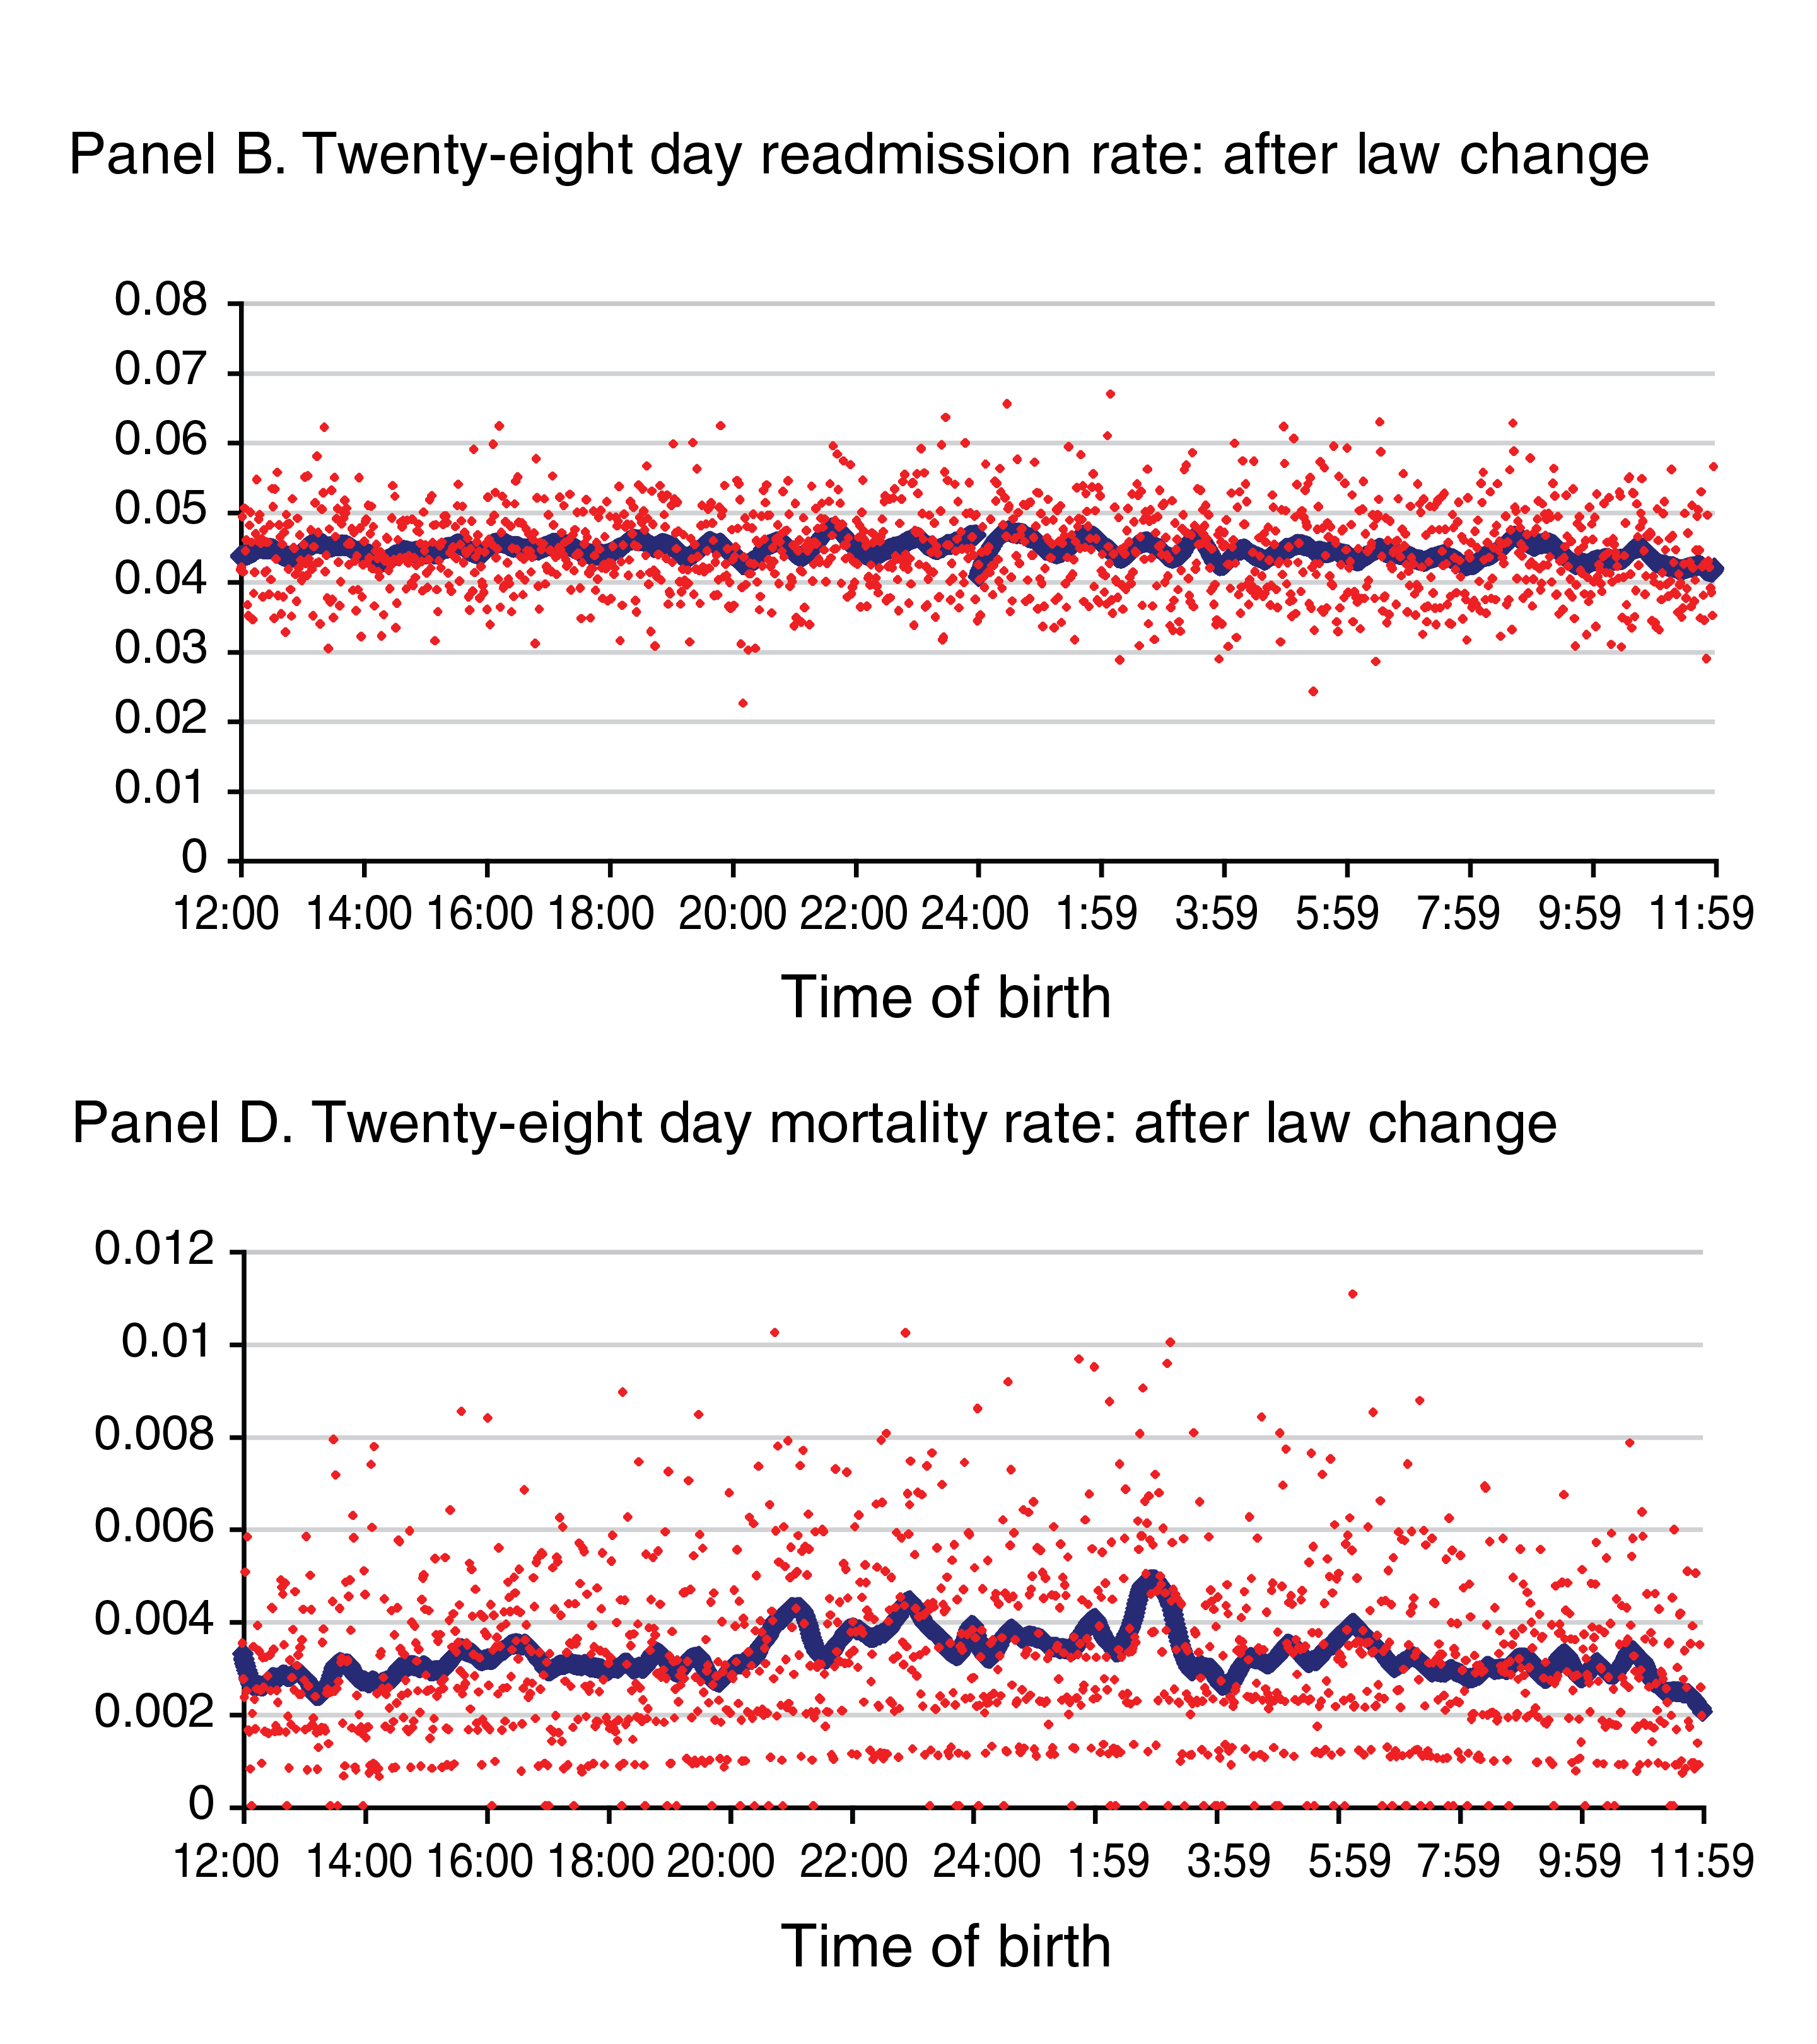 Panel B. Twenty-eight day readmission rate: after law change
0.08
0.07
0.06
0.05
0.04
0.03
0.02
0.01
0
12:00 14:00 16:00 18:00 20:00 22:00 24:00 1:59 3:59 5:59 7:59 9:59 11:59
Time of birth
Panel D. Twenty-eight day mortality rate: after law change
0.012
0.01
0.008
0.006
0.004
0.002
0
12:00 14:00 16:00 18:00 20:00 22:00 24:00 1:59 3:59 5:59 7:59 9:59 11:59
Time of birth